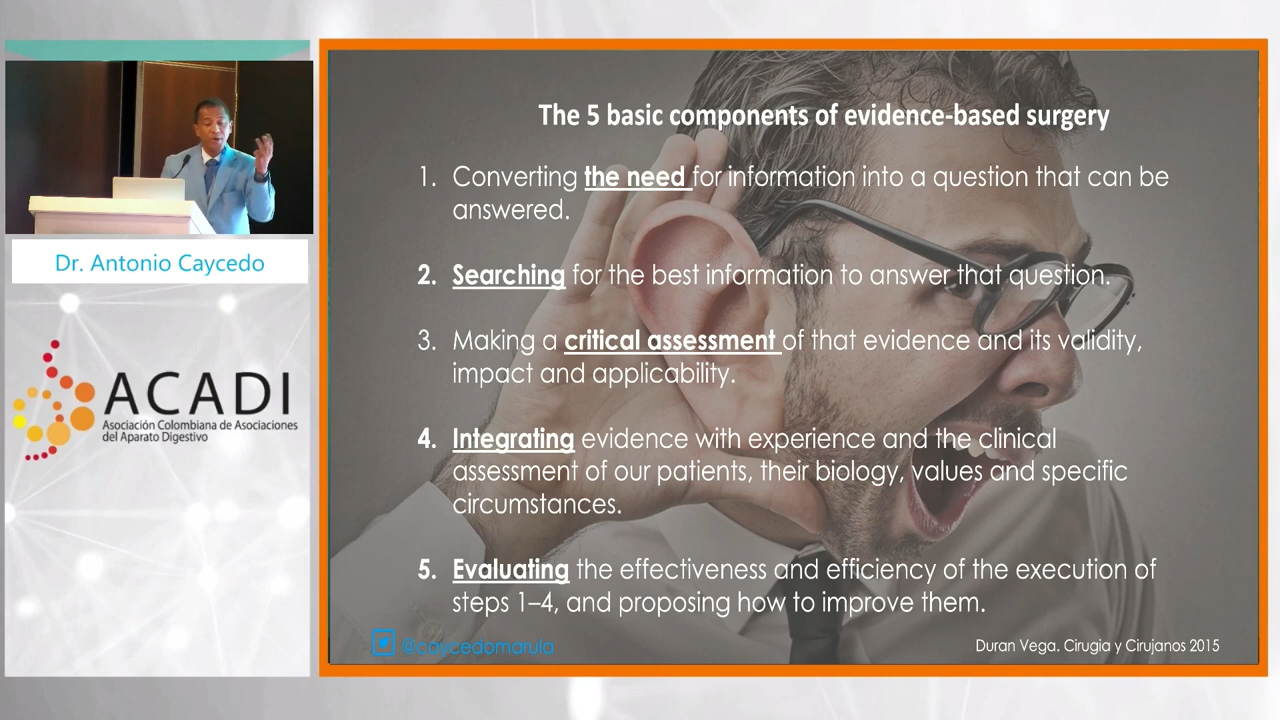 Dr. Antonio Caycedo
ACADI
Asociación Colombiana de Asociaciones
del Aparato Digestivo
The 5 basic components of evidence-based surgery
1. Converting the need for information into a question that can be
answered.
2. Searching for the best information to answer that question.
3. Making a critical assessment of that evidence and its validity,
impact and applicability.
4. Integrating evidence with experience and the clinical
assessment of our patients, their biology, values and specific
circumstances.
5. Evaluating the effectiveness and efficiency of the execution of
steps 1–4, and proposing how to improve them.
@caycedomarula
Duran Vega. Cirugia y Cirujanos 2015